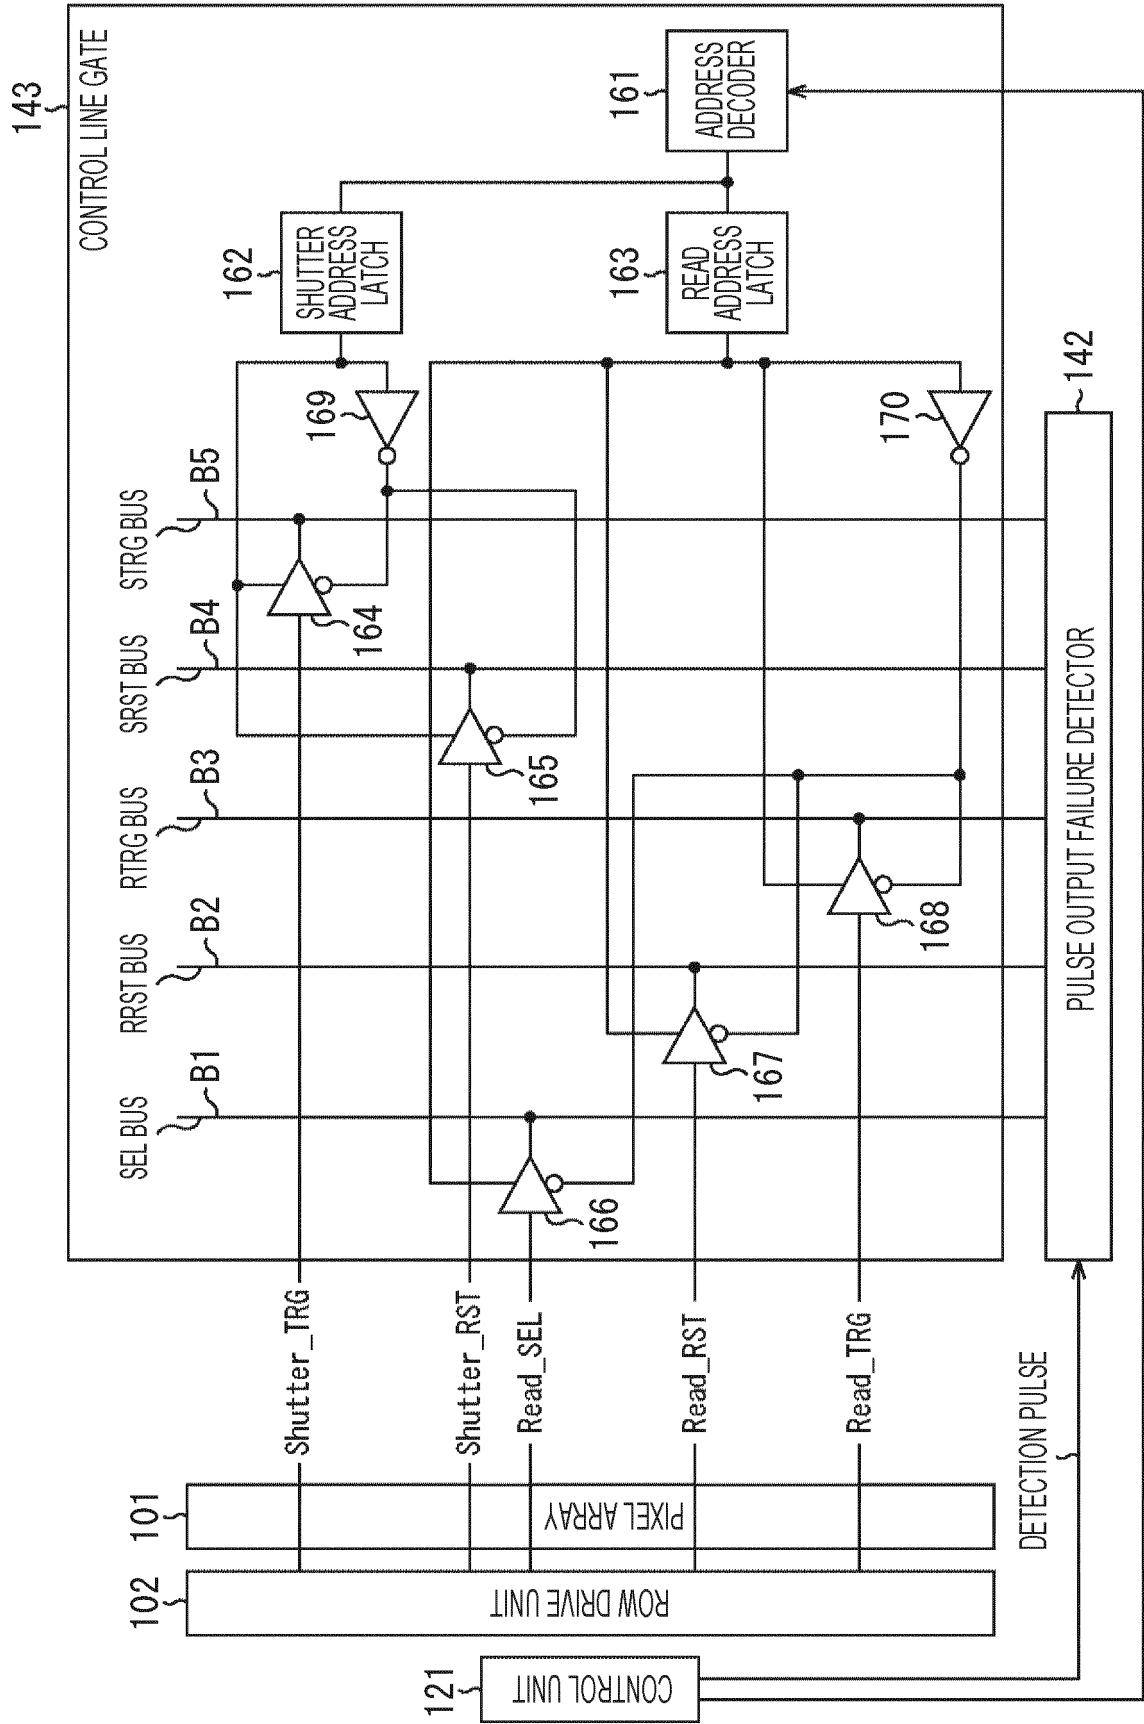 143
CONTROL LINE GATE
161
ADDRESS
DECODER
162
SHUTTER
ADDRESS
LATCH
163
READ
ADDRESS
LATCH
169
170
142
PULSE OUTPUT FAILURE DETECTOR
STRG BUS
B5
SRST BUS
B4
RTRG BUS
B3
RRST BUS
B2
SEL BUS
B1
164
165
168
167
166
Shutter_TRG
Shutter_RST
Read_SEL
Read_RST
Read_TRG
DETECTION PULSE
101
PIXEL ARRAY
102
ROW DRIVE UNIT
121
CONTROL UNIT